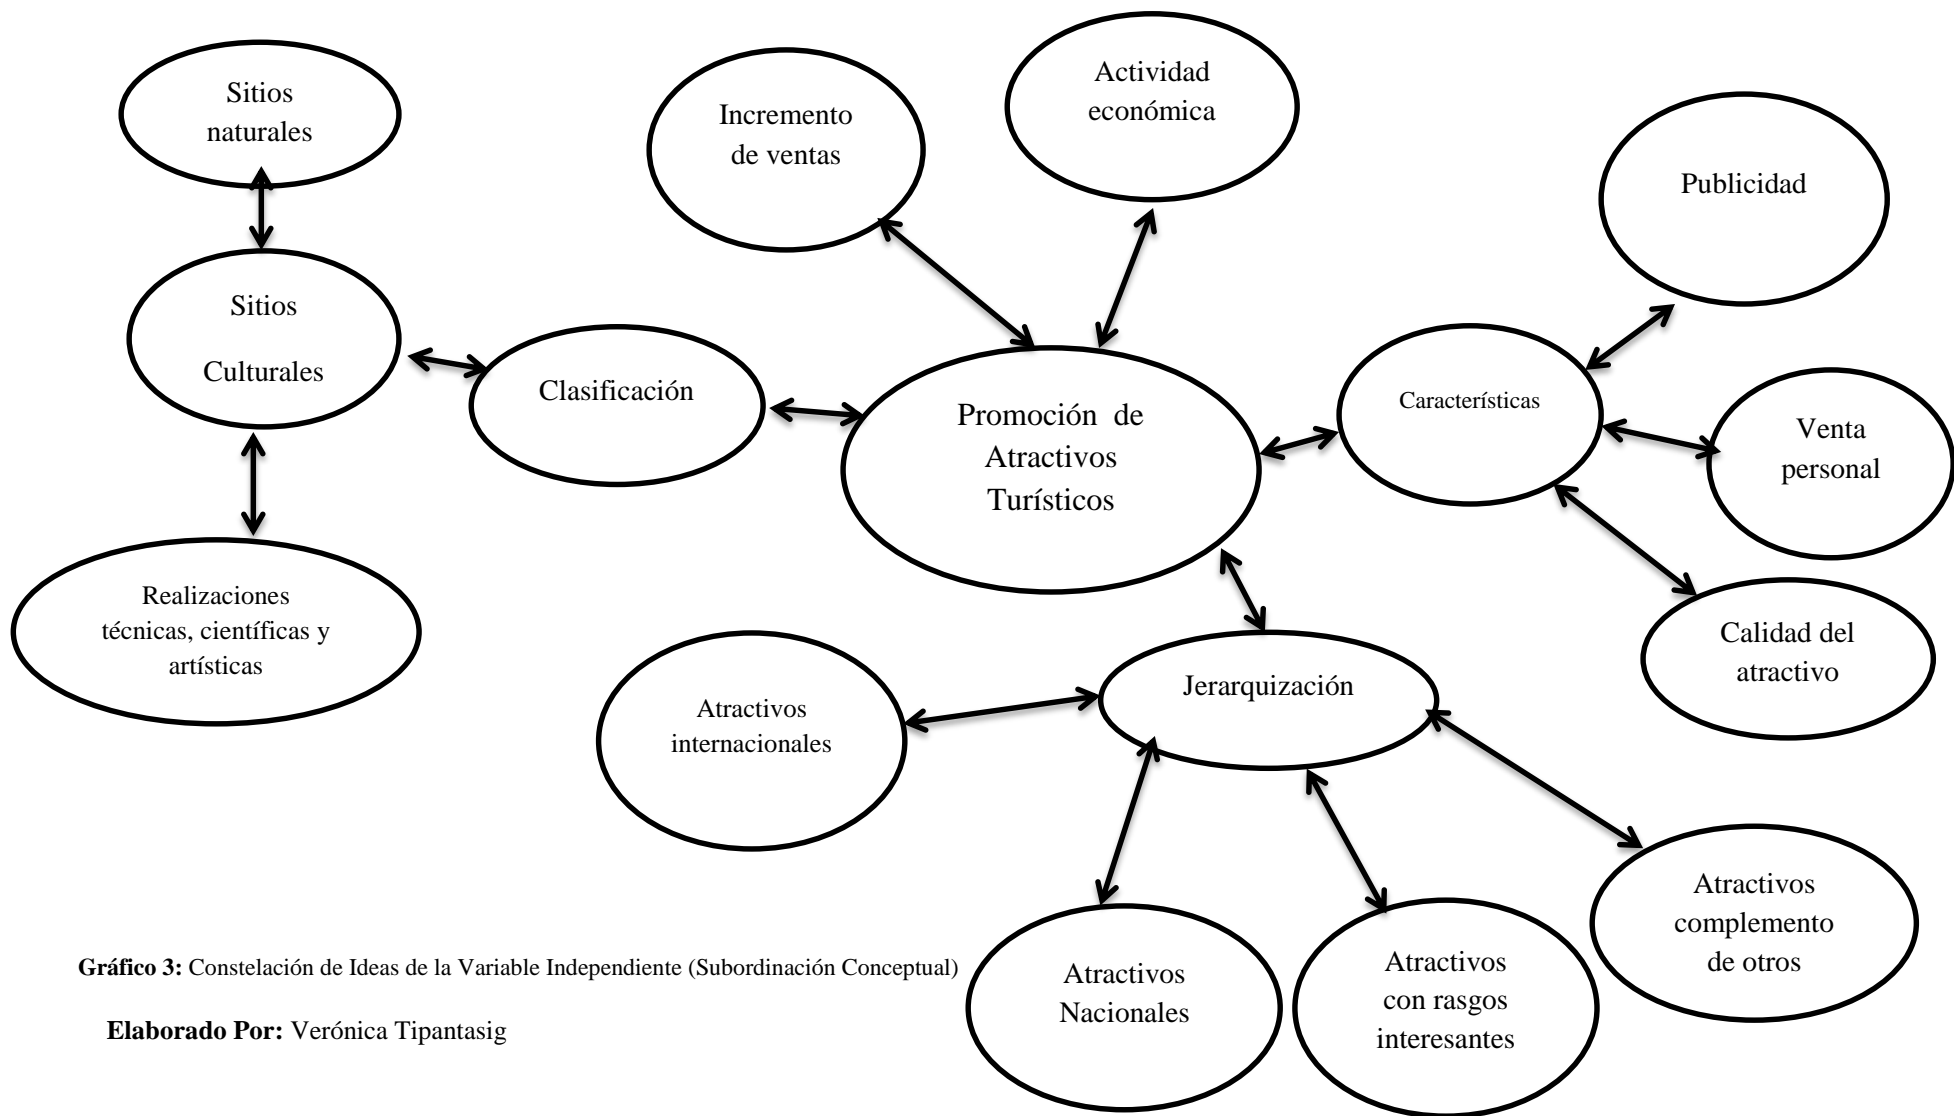 Sitios
naturales
Incremento
de ventas
Actividad
económica
Publicidad
Sitios
Culturales
Clasificación
Promoción de
Atractivos
Turísticos
Características
Venta
personal
Realizaciones
técnicas, científicas y
artísticas
Calidad del
atractivo
Jerarquización
Atractivos
internacionales
Atractivos
complemento
de otros
Atractivos
Nacionales
Atractivos
con rasgos
interesantes
Gráfico 3: Constelación de Ideas de la Variable Independiente (Subordinación Conceptual)
Elaborado Por: Verónica Tipantasig